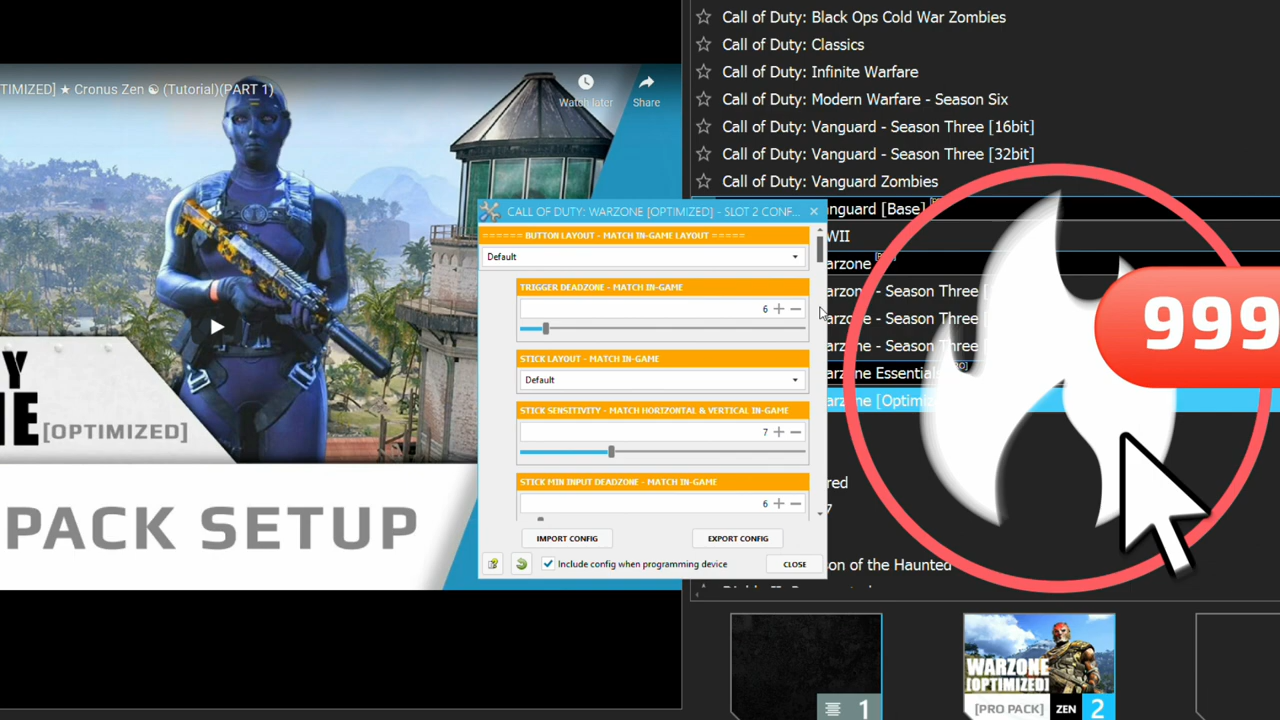 TIMIZED] ★ Cronus Zen ☯ (Tutorial)(PART 1)
Watch later
Share
Y
IE[OPTIMIZED]
PACK SETUP
Call of Duty: Black Ops Cold War Zombies
Call of Duty: Classics
Call of Duty: Infinite Warfare
Call of Duty: Modern Warfare - Season Six
Call of Duty: Vanguard - Season Three [16bit]
Call of Duty: Vanguard - Season Three [32bit]
Call of Duty: Vanguard Zombies
anguard [Base]
WII
arzone
arzone - Season Three [
arzone - Season Three [
arzone - Season Three [
arzone Essentials
arzone [Optimiz
red
7
on of the Haunted
CALL OF DUTY: WARZONE [OPTIMIZED] - SLOT 2 CONF...
====== BUTTON LAYOUT - MATCH IN-GAME LAYOUT =====
Default
TRIGGER DEADZONE - MATCH IN-GAME
6
STICK LAYOUT - MATCH IN-GAME
Default
STICK SENSITIVITY - MATCH HORIZONTAL & VERTICAL IN-GAME
7
STICK MIN INPUT DEADZONE - MATCH IN-GAME
6
IMPORT CONFIG
EXPORT CONFIG
Include config when programming device
CLOSE
999
1
WARZONE
[OPTIMIZED]
[PRO PACK] ZEN 2